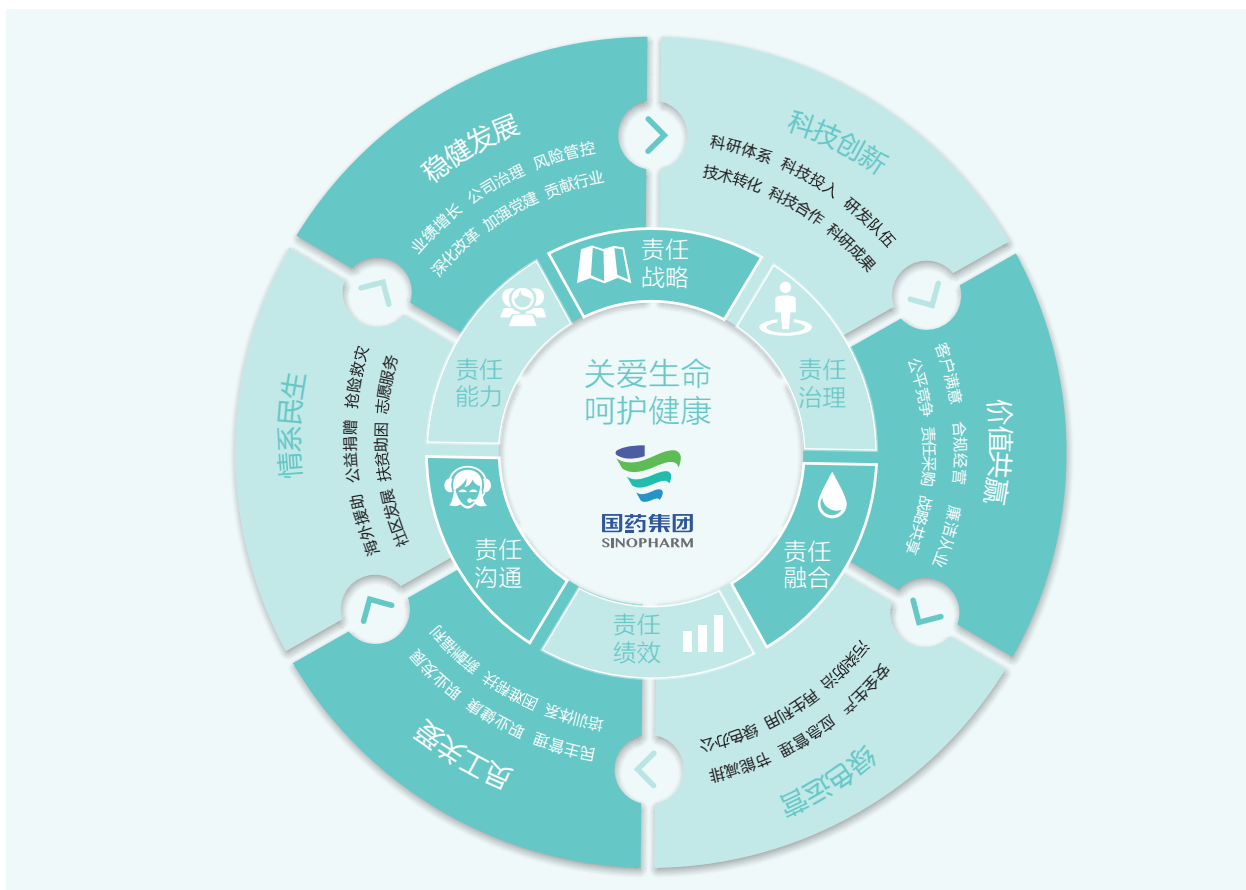 稳健发展
业绩增长 公司治理 风险管控
深化改革 加强党建 贡献行业
科技创新
科研体系 科技投入 研发队伍
技术转化 科技合作 科研成果
价值共赢
客户满意 合规经营 廉洁从业
公平竞争 责任采购 战略共享
绿色运营
安全生产 应急管理 节能减排
污染防治 再生利用 绿色办公
员工关爱
民主管理 职业健康 职业发展
培训体系 困难帮扶 薪酬福利
情系民生
海外援助 公益捐赠 抢险救灾
社区发展 扶贫助困 志愿服务
责任
战略
责任
治理
责任
融合
责任
绩效
责任
沟通
责任
能力
关爱生命
呵护健康
国药集团
SINOPHARM